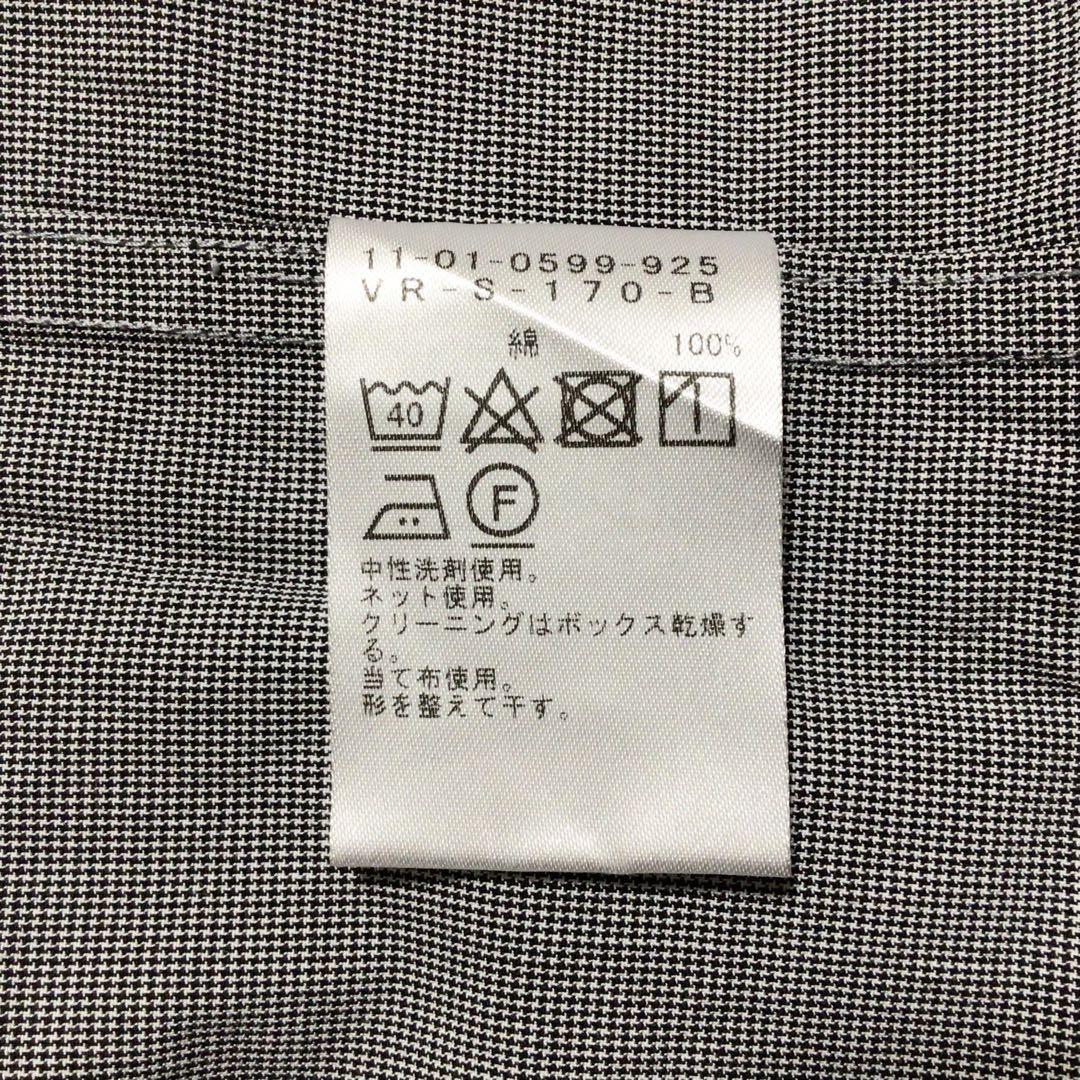 11-01-0599-925
VR-S-170-B
綿 100%
40
F
中性洗剤使用。
ネット使用。
クリーニングはボックス乾燥す
る。
当て布使用。
形を整えて干す。